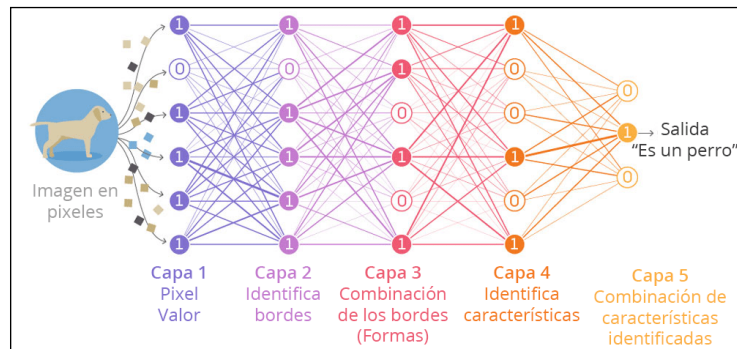 1 1 1 1
0 0 1 0 0
1 1 0 0 1 Salida
"Es un perro"
1 1 1 1 0
Imagen en
pixeles
1 1 0 0
1 1 1 1
Capa 1
Pixel
Valor
Capa 2
Identifica
bordes
Capa 3
Combinación
de los bordes
(Formas)
Capa 4
Identifica
características
Capa 5
Combinación de
características
identificadas